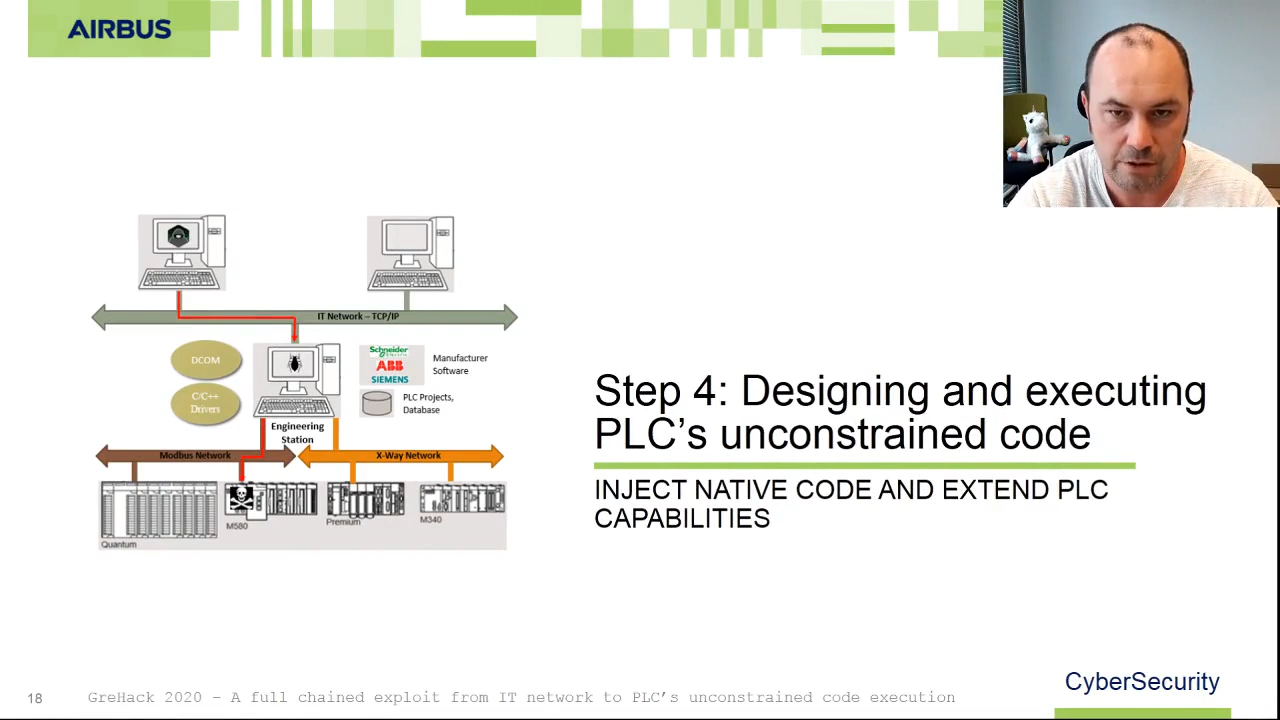 AIRBUS
IT Network – TCP/IP
DCOM
C/C++
Drivers
Schneider
Electric
ABB
SIEMENS
Manufacturer
Software
PLC Projects,
Database
Engineering
Station
Modbus Network
X-Way Network
Quantum
M580
Premium
M340
Step 4: Designing and executing
PLC’s unconstrained code
INJECT NATIVE CODE AND EXTEND PLC
CAPABILITIES
CyberSecurity
18
GreHack 2020 – A full chained exploit from IT network to PLC’s unconstrained code execution